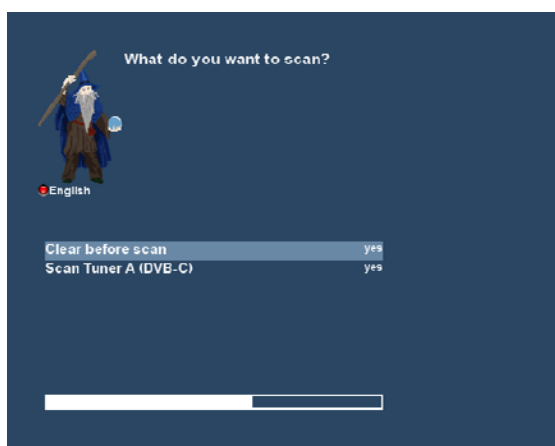 What do you want to scan?
English
Clear before scan yes
Scan Tuner A (DVB-C) yes